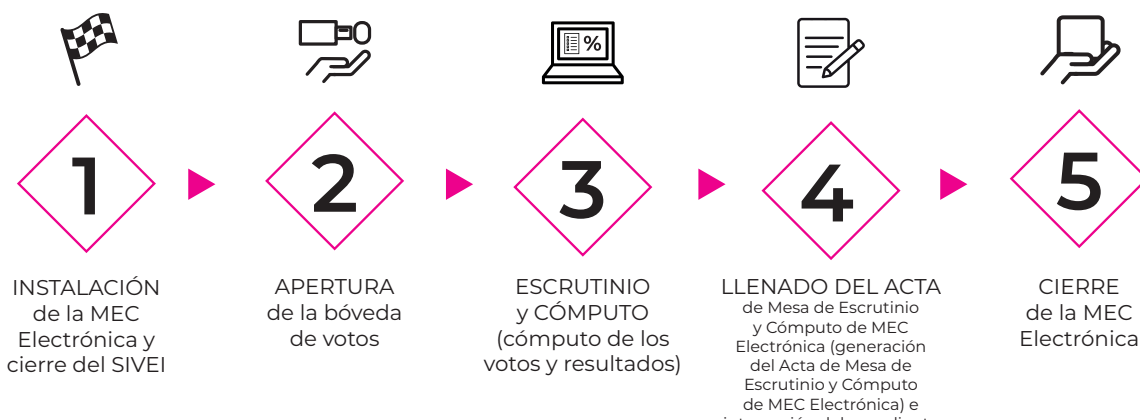 %
1
2
3
4
5
INSTALACIÓN
de la MEC
Electrónica y
cierre del SIVEI
APERTURA
de la bóveda
de votos
ESCRUTINIO
y CÓMPUTO
(cómputo de los
votos y resultados)
LLENADO DEL ACTA
de Mesa de Escrutinio
y Cómputo de MEC
Electrónica (generación
del Acta de Mesa de
Escrutinio y Cómputo
de MEC Electrónica) e
CIERRE
de la MEC
Electrónica